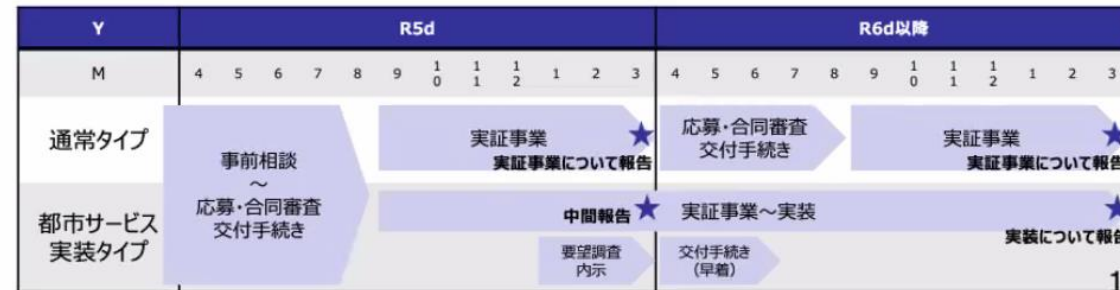 Y R5d R6d以降
M 4 5 6 7 8 9 10 11 12 1 2 3 4 5 6 7 8 9 10 11 12 1 2 3
通常タイプ
事前相談
~
応募・合同審査
交付手続き
実証事業
実証事業について報告
応募・合同審査
交付手続き
実証事業
実証事業について報告
都市サービス
実装タイプ
中間報告
実証事業~実装
実装について報告
要望調査
内示
交付手続き
(早着)
1